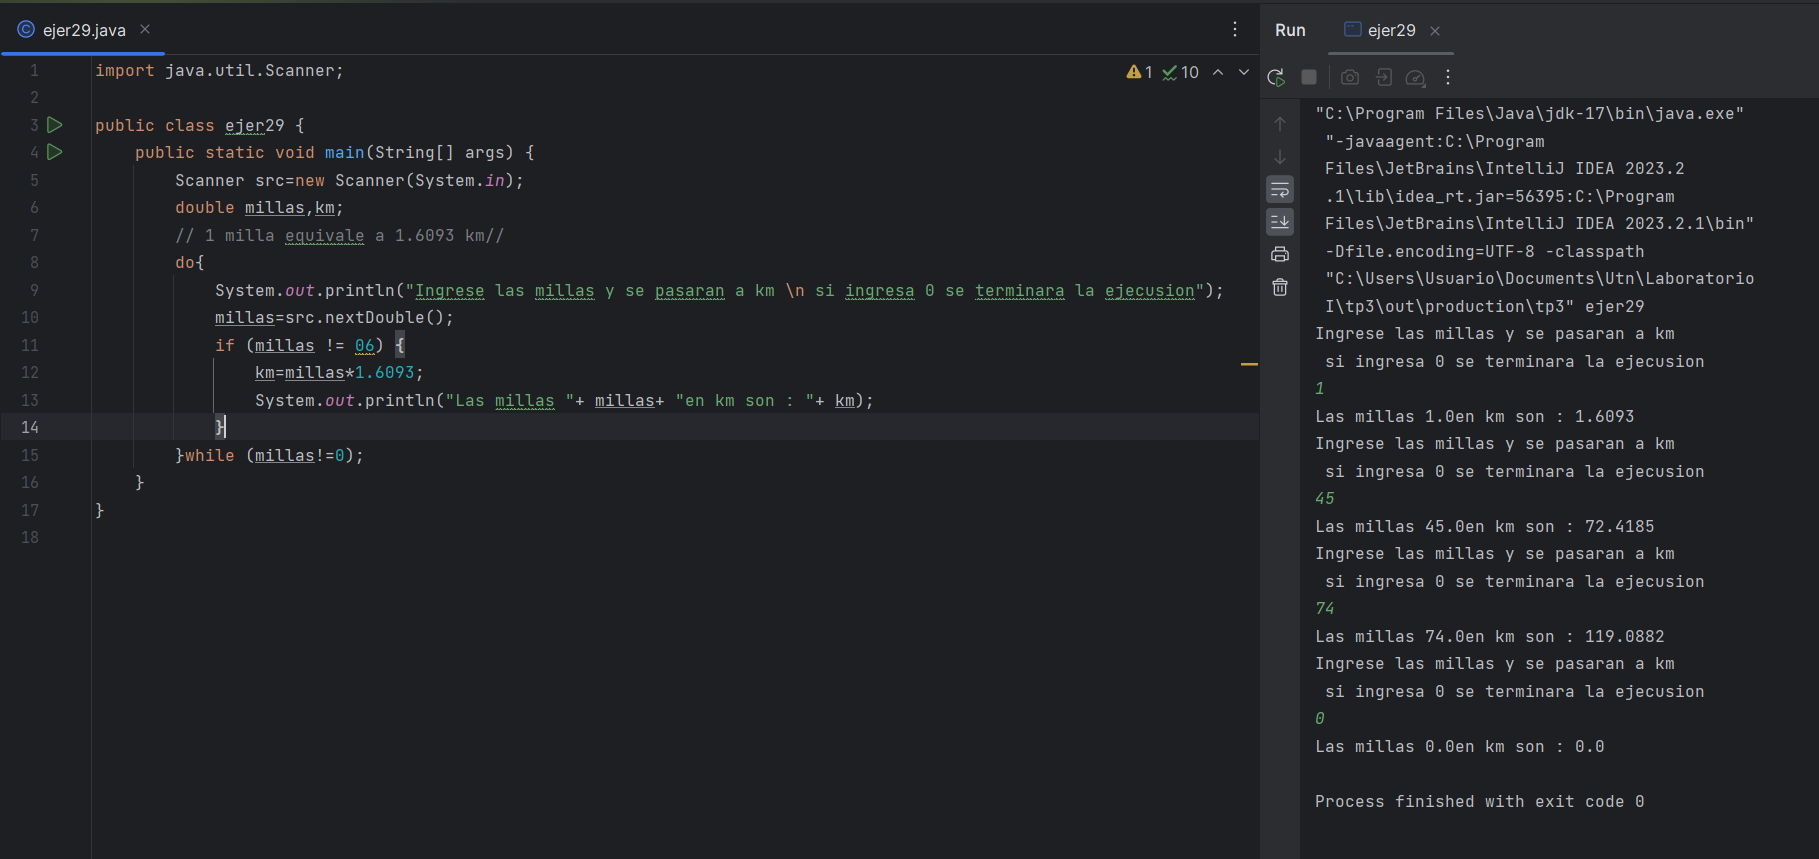 ejer29.java
1 import java.util.Scanner;
2
3 public class ejer29 {
4 public static void main(String[] args) {
5 Scanner src=new Scanner(System.in);
6 double millas,km;
7 // 1 milla equivale a 1.6093 km//
8 do{
9 System.out.println("Ingrese las millas y se pasaran a km \n si ingresa 0 se terminara la ejecusion");
10 millas=src.nextDouble();
11 if (millas != 06) {
12 km=millas*1.6093;
13 System.out.println("Las millas "+ millas+ "en km son : "+ km);
14 }
15 }while (millas!=0);
16 }
17 }
18
1 10
Run ejer29
"C:\Program Files\Java\jdk-17\bin\java.exe"
"-javaagent:C:\Program
Files\JetBrains\IntelliJ IDEA 2023.2
.1\lib\idea_rt.jar=56395:C:\Program
Files\JetBrains\IntelliJ IDEA 2023.2.1\bin"
-Dfile.encoding=UTF-8 -classpath
"C:\Users\Usuario\Documents\Utn\Laboratorio
I\tp3\out\production\tp3" ejer29
Ingrese las millas y se pasaran a km
si ingresa 0 se terminara la ejecusion
1
Las millas 1.0en km son : 1.6093
Ingrese las millas y se pasaran a km
si ingresa 0 se terminara la ejecusion
45
Las millas 45.0en km son : 72.4185
Ingrese las millas y se pasaran a km
si ingresa 0 se terminara la ejecusion
74
Las millas 74.0en km son : 119.0882
Ingrese las millas y se pasaran a km
si ingresa 0 se terminara la ejecusion
0
Las millas 0.0en km son : 0.0
Process finished with exit code 0